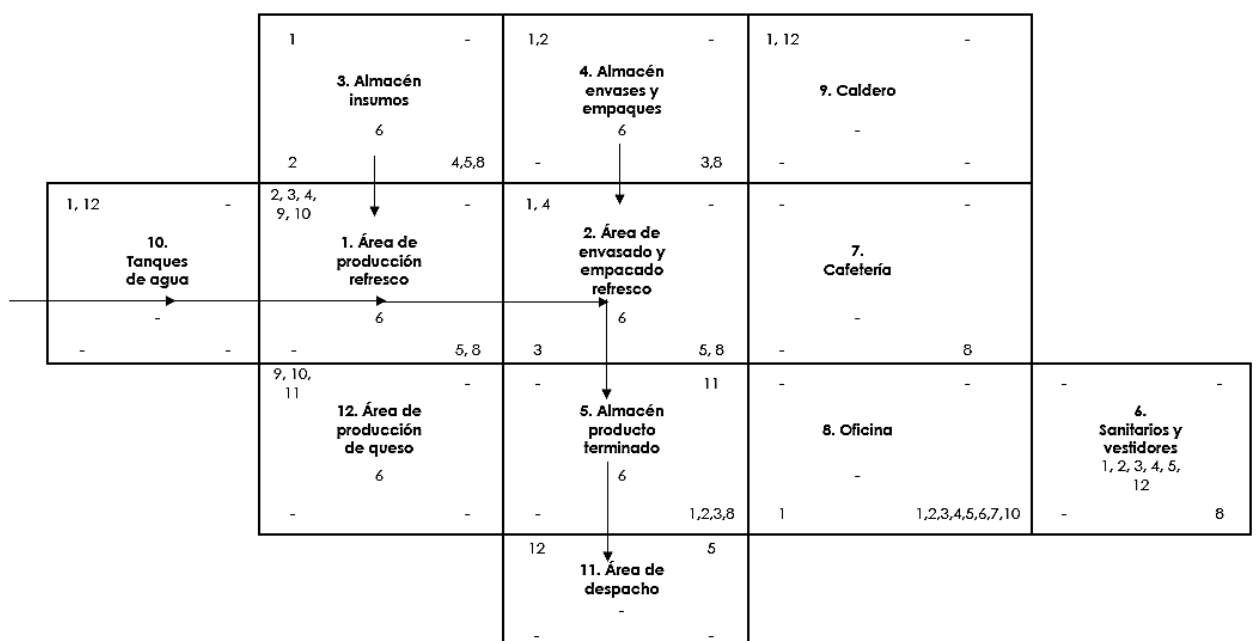 1 -
3. Almacén
insumos
6
2 4,5,8
1,2 -
4. Almacén
envases y
empaques
6
- 3,8
1, 12 -
9. Caldero
-
- -
1, 12 -
10.
Tanques
de agua
-
- -
2, 3, 4,
9, 10 -
1. Área de
producción
refresco
6
- 5, 8
1, 4 -
2. Área de
envasado y
empacado
refresco
6
3 5, 8
- -
7.
Cafetería
-
- 8
9, 10,
11 -
12. Área de
producción
de queso
6
- -
- 11
5. Almacén
producto
terminado
6
- 1,2,3,8
- -
8. Oficina
-
1 1,2,3,4,5,6,7,10
- -
6.
Sanitarios y
vestidores
1, 2, 3, 4, 5,
12
- 8
12 5
11. Área de
despacho
-
- -